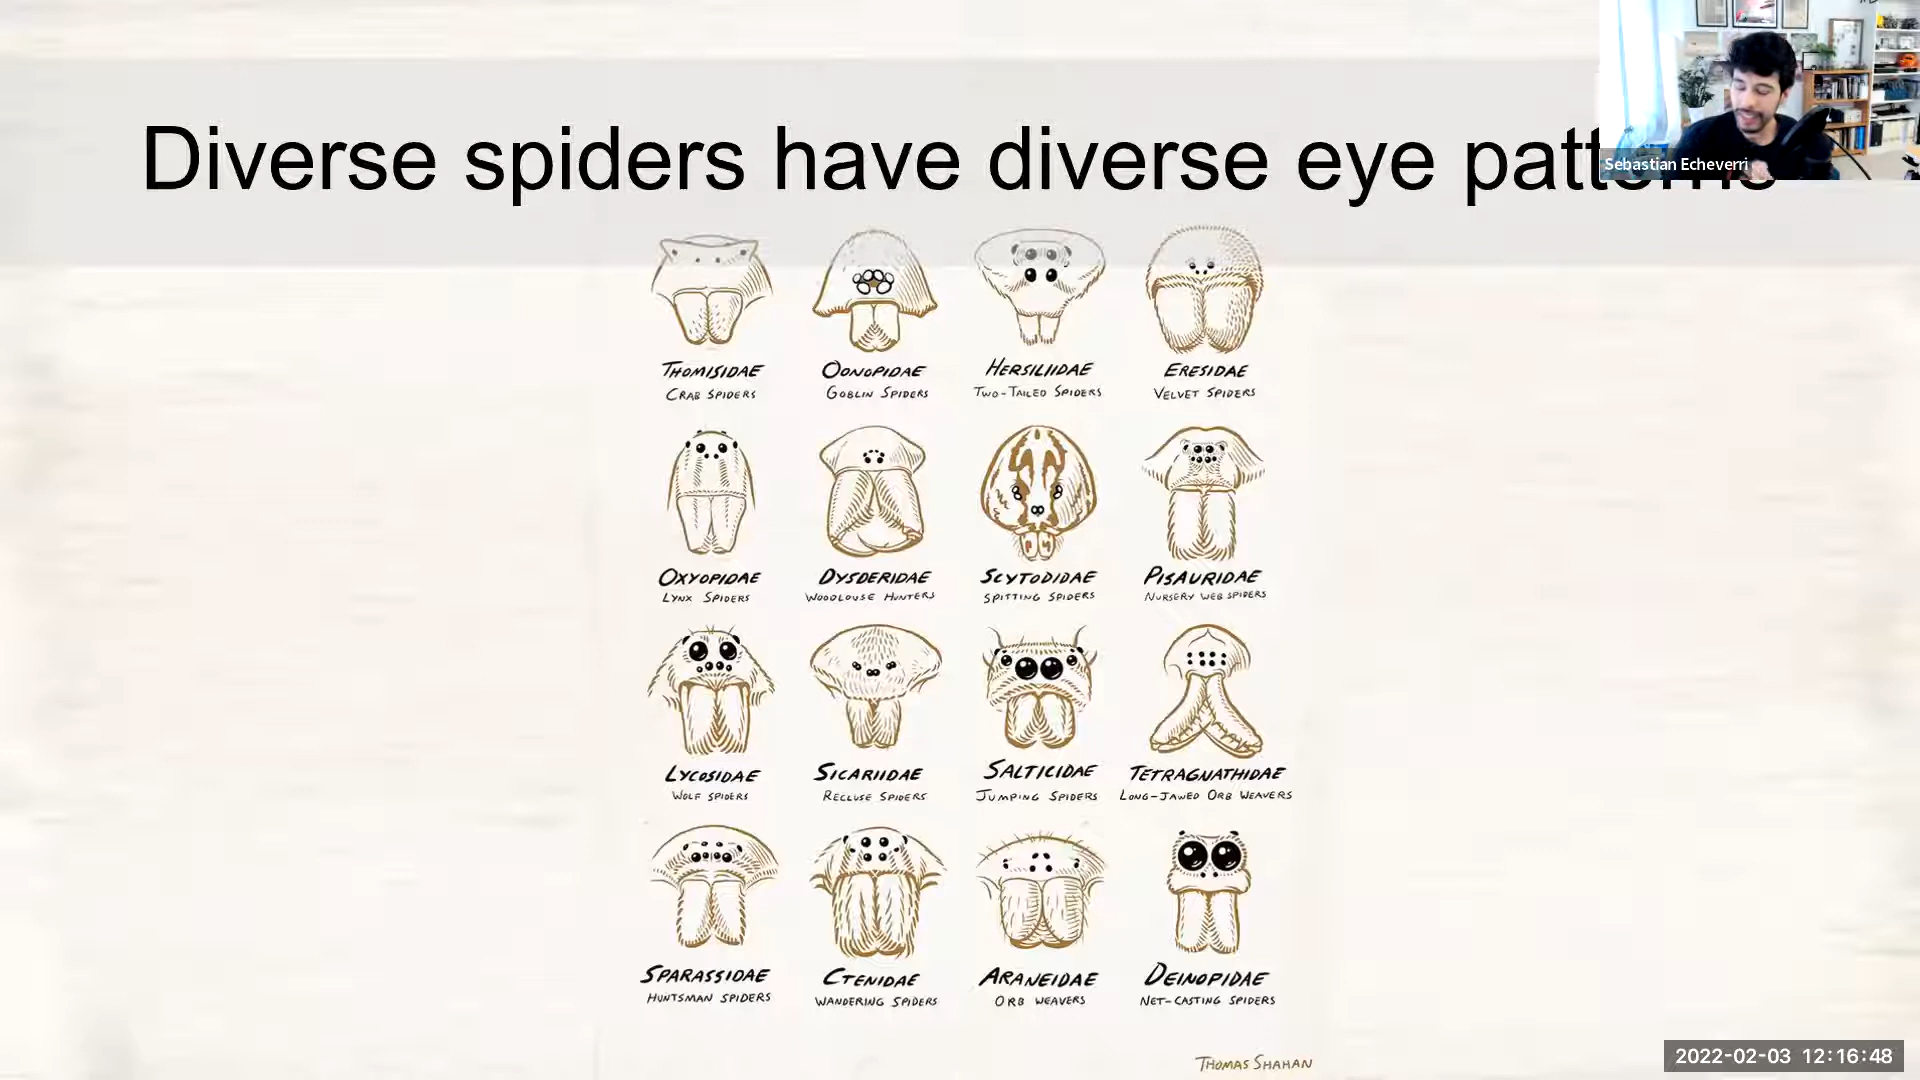 Diverse spiders have diverse eye patterns
Sebastian Echeverri
THOMISIDAE
CRAB SPIDERS
OONOPIDAE
GOBLIN SPIDERS
HERSILIIDAE
TWO-TAILED SPIDERS
ERESIDAE
VELVET SPIDERS
OXYOPIDAE
LYNX SPIDERS
DYSDERIDAE
WOODLOUSE HUNTERS
SCYTODIDAE
SPITTING SPIDERS
PISAURIDAE
NURSERY WEB SPIDERS
LYCOSIDAE
WOLF SPIDERS
SICARIIDAE
RECLUSE SPIDERS
SALTICIDAE
JUMPING SPIDERS
TETRAGNATHIDAE
LONG-JAWED ORB WEAVERS
SPARASSIDAE
HUNTSMAN SPIDERS
CTENIDAE
WANDERING SPIDERS
ARANEIDAE
ORB WEAVERS
DEINOPIDAE
NET-CASTING SPIDERS
THOMAS SHAHAN
2022-02-03 12:16:48